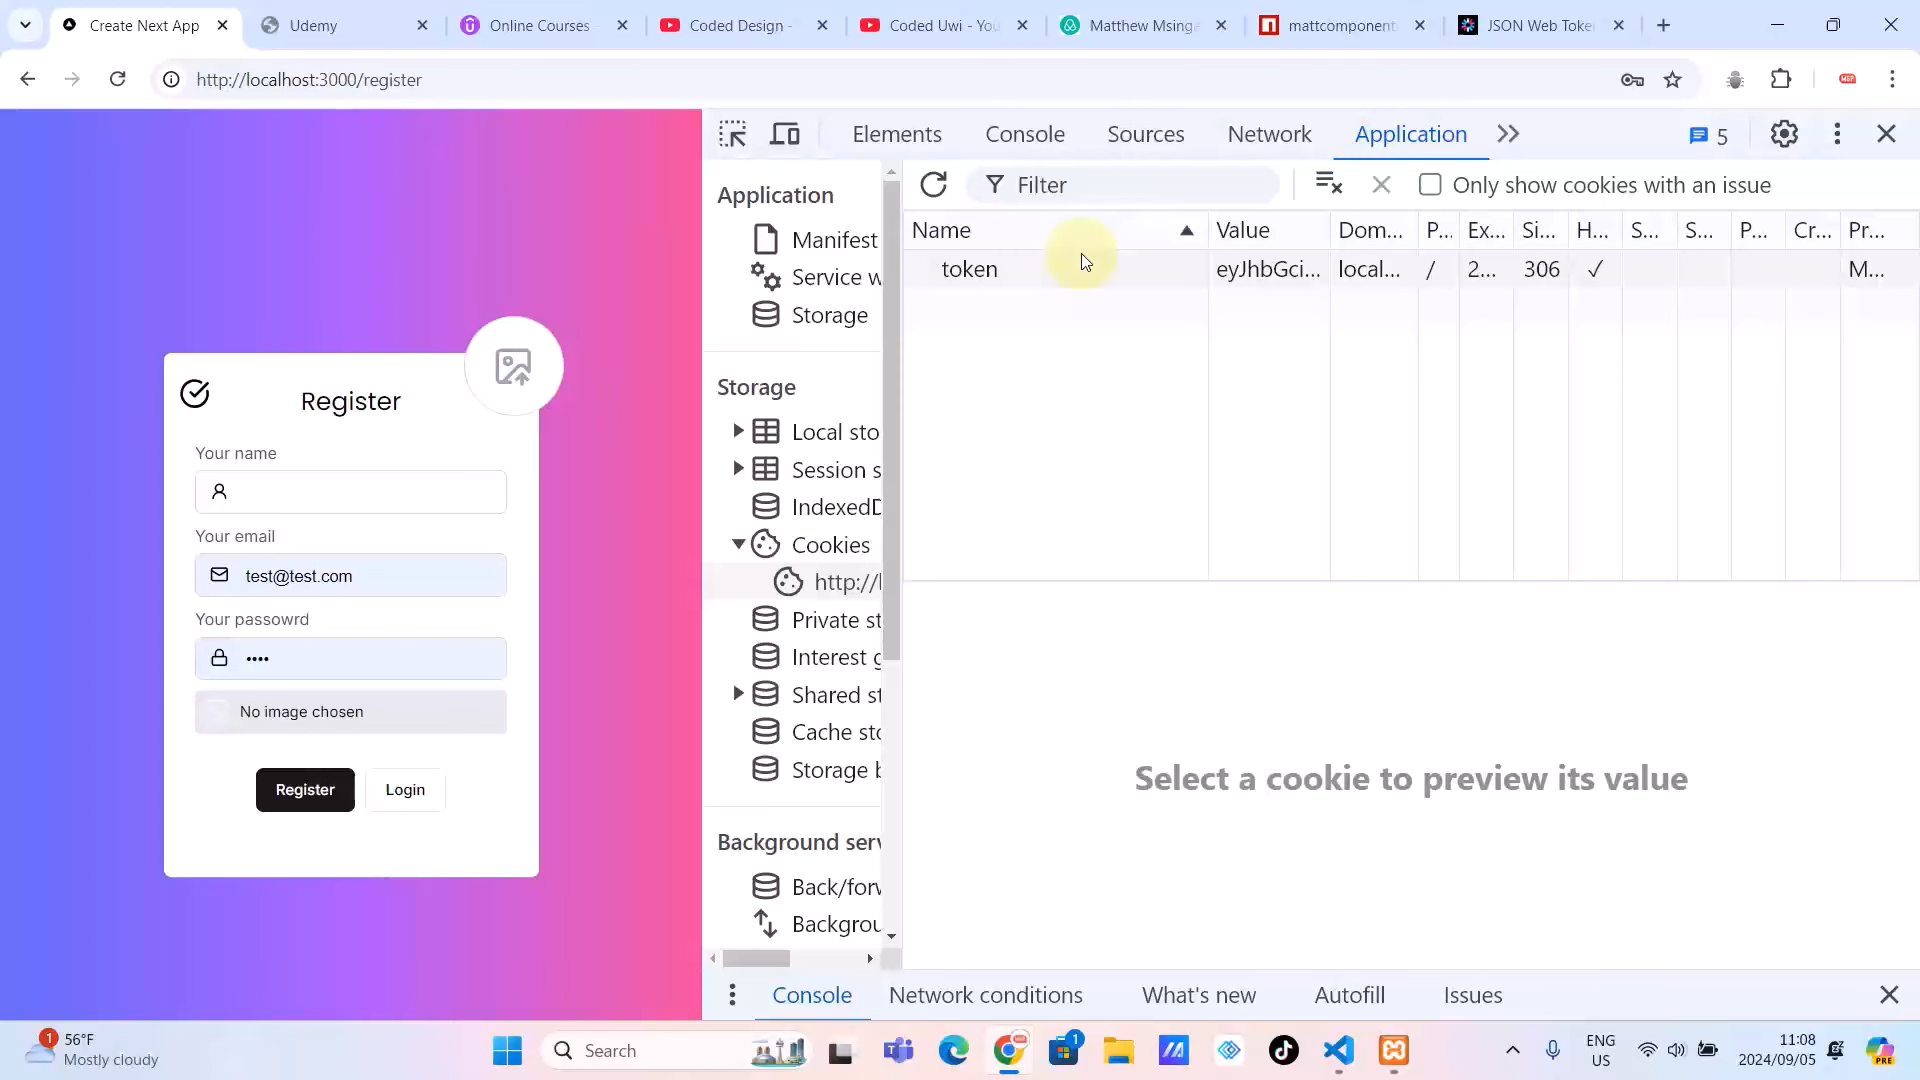 Create Next App
Udemy
Online Courses
Coded Design -
Coded Uwi - You
Matthew Msinga
mattcomponent
JSON Web Toke
http://localhost:3000/register
Register
Your name
Your email
test@test.com
Your passowrd
••••
No image chosen
Register
Login
Elements
Console
Sources
Network
Application
5
Application
Manifest
Service w
Storage
Storage
Local sto
Session s
IndexedD
Cookies
http://l
Private st
Interest g
Shared st
Cache sto
Storage b
Background serv
Back/forw
Backgrou
Filter
Only show cookies with an issue
Name Value Dom... P... Ex... Si... H... S... S... P... Cr... Pr...
token eyJhbGci... local... / 2... 306 ✓ M...
Select a cookie to preview its value
Console
Network conditions
What's new
Autofill
Issues
1
56°F
Mostly cloudy
Search
1
ENG
US
11:08
2024/09/05
PRE